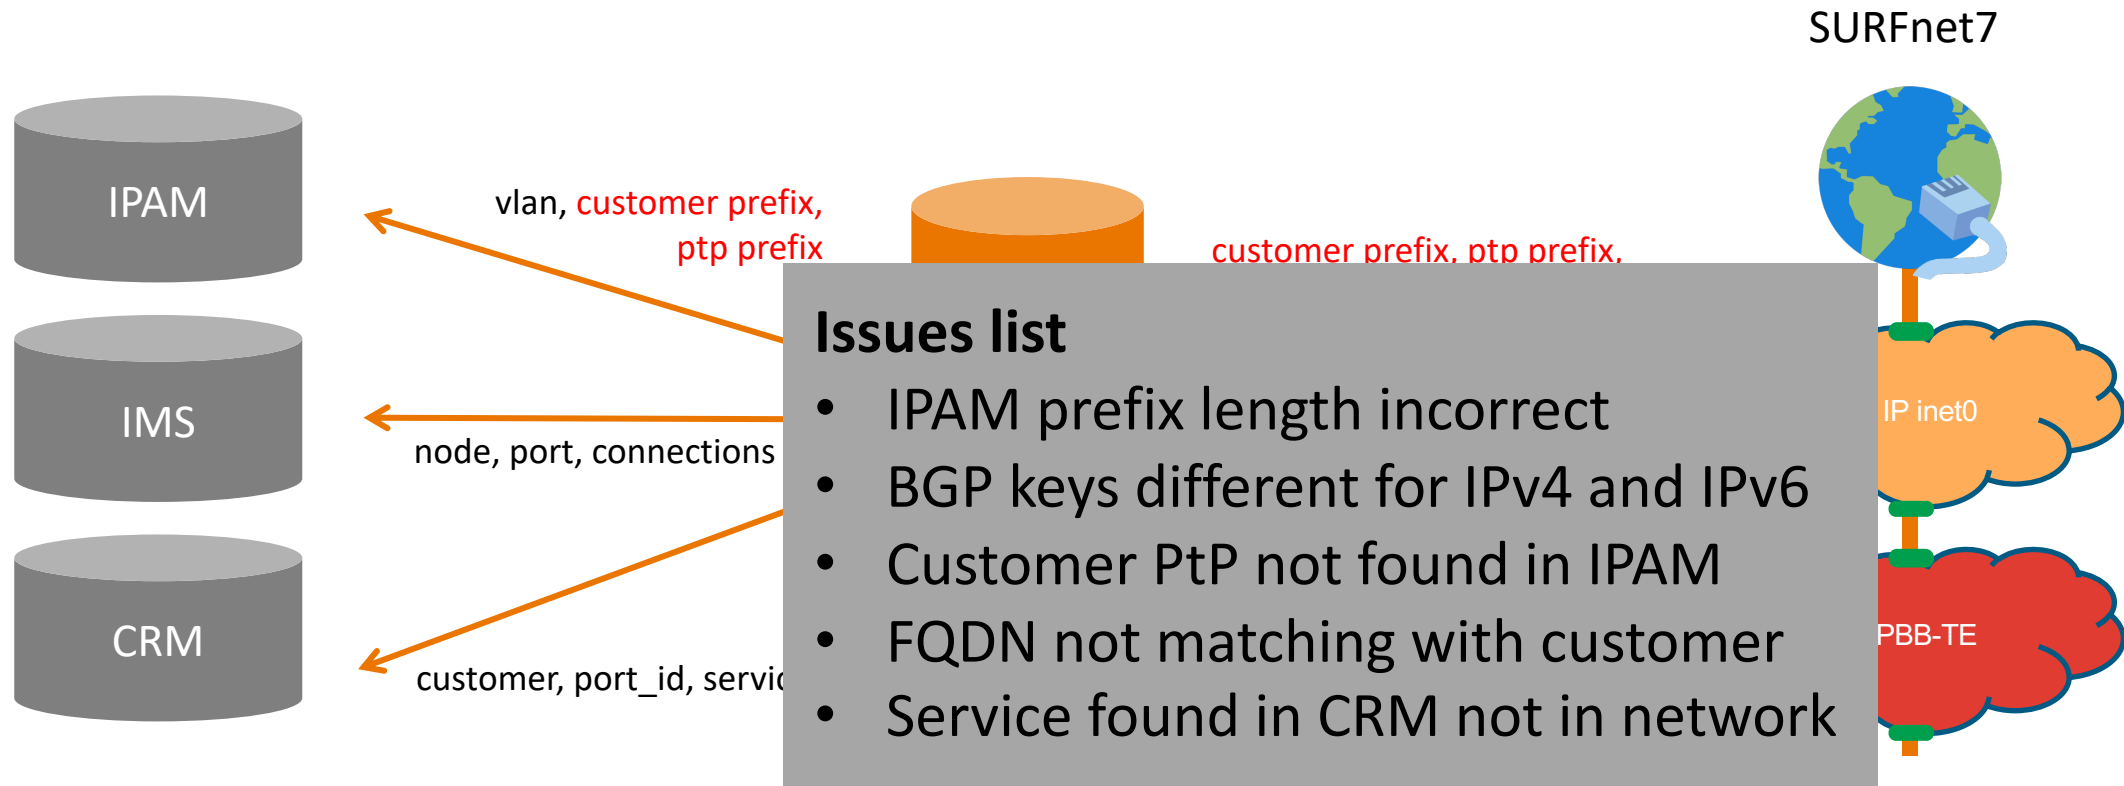 SURFnet7
IPAM
vlan, customer prefix,
ptp prefix
customer prefix, ptp prefix,
IMS
node, port, connections
CRM
customer, port_id,
Issues list
• IPAM prefix length incorrect
• BGP keys different for IPv4 and IPv6
• Customer PtP not found in IPAM
• FQDN not matching with customer
• Service found in CRM not in network
IP inet0
PBB-TE